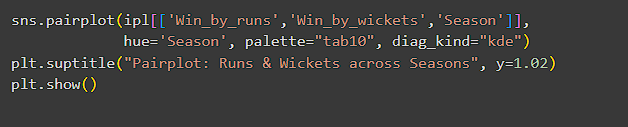 sns.pairplot(ipl[['Win_by_runs','Win_by_wickets','Season']],
             hue='Season', palette="tab10", diag_kind="kde")
plt.suptitle("Pairplot: Runs & Wickets across Seasons", y=1.02)
plt.show()